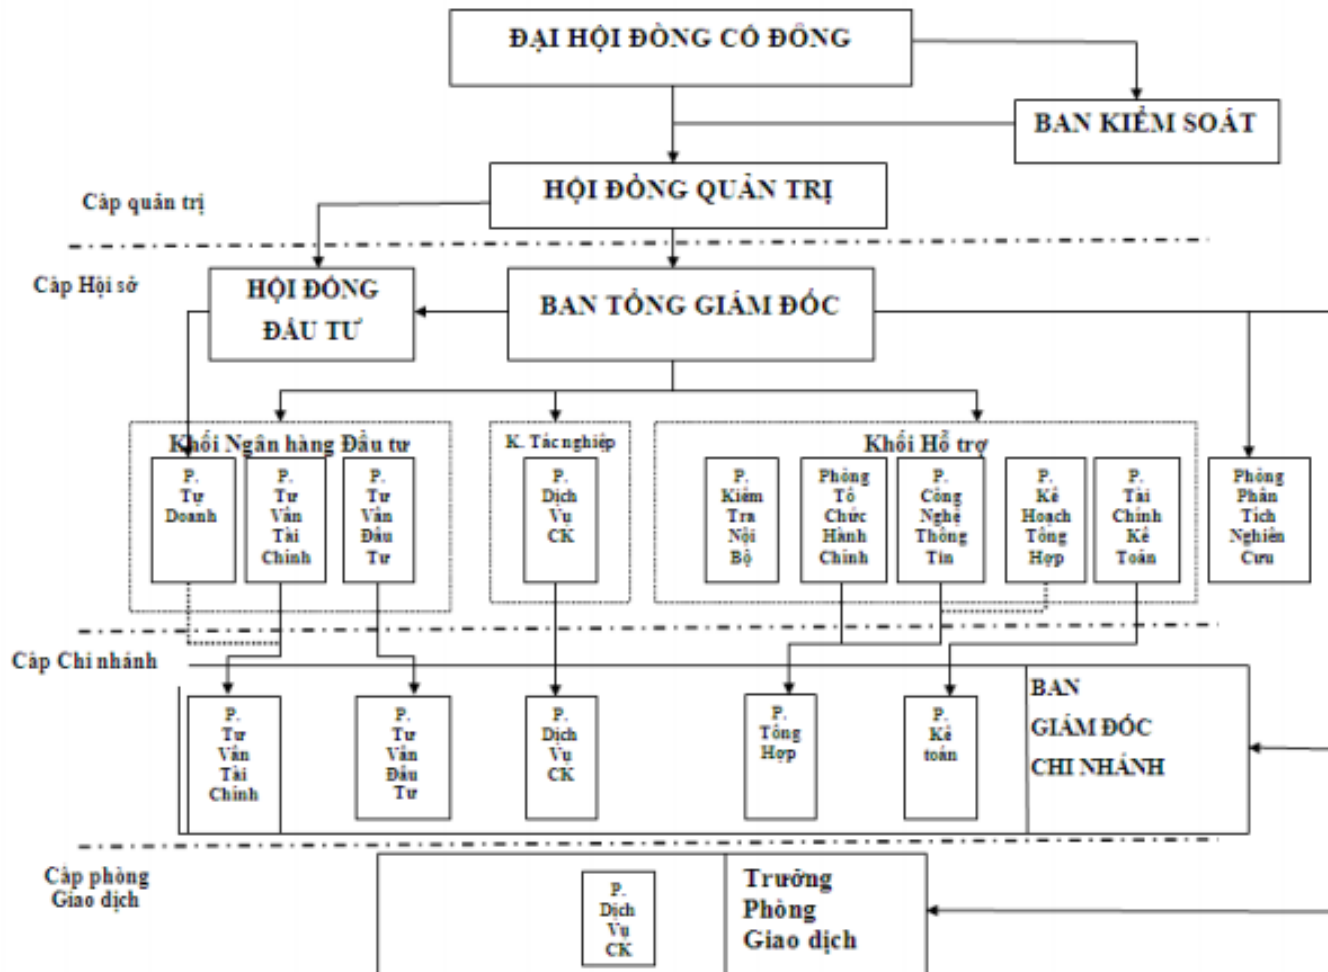 ĐẠI HỘI ĐỒNG CỔ ĐÔNG
BAN KIỂM SOÁT
HỘI ĐỒNG QUẢN TRỊ
Cấp quản trị
Cấp Hội sở
HỘI ĐỒNG
ĐẦU TƯ
BAN TỔNG GIÁM ĐỐC
Khối Ngân hàng Đầu tư
K. Tác nghiệp
Khối Hỗ trợ
P.
Tự
Doanh
P.
Tư
Vấn
Tài
Chính
P.
Tư
Vấn
Đầu
Tư
P.
Dịch
Vụ
CK
P.
Kiểm
Tra
Nội
Bộ
Phòng
Tổ
Chức
Hành
Chính
P.
Công
Nghệ
Thông
Tin
P.
Kế
Hoạch
Tổng
Hợp
P.
Tài
Chính
Kế
Toán
Phòng
Phân
Tích
Nghiên
Cưu
Cấp Chi nhánh
P.
Tư
Vấn
Tài
Chính
P.
Tư
Vấn
Đầu
Tư
P.
Dịch
Vụ
CK
P.
Tổng
Hợp
P.
Kế
toán
BAN
GIÁM ĐỐC
CHI NHÁNH
Cấp phòng
Giao dịch
P.
Dịch
Vụ
CK
Trưởng
Phòng
Giao dịch